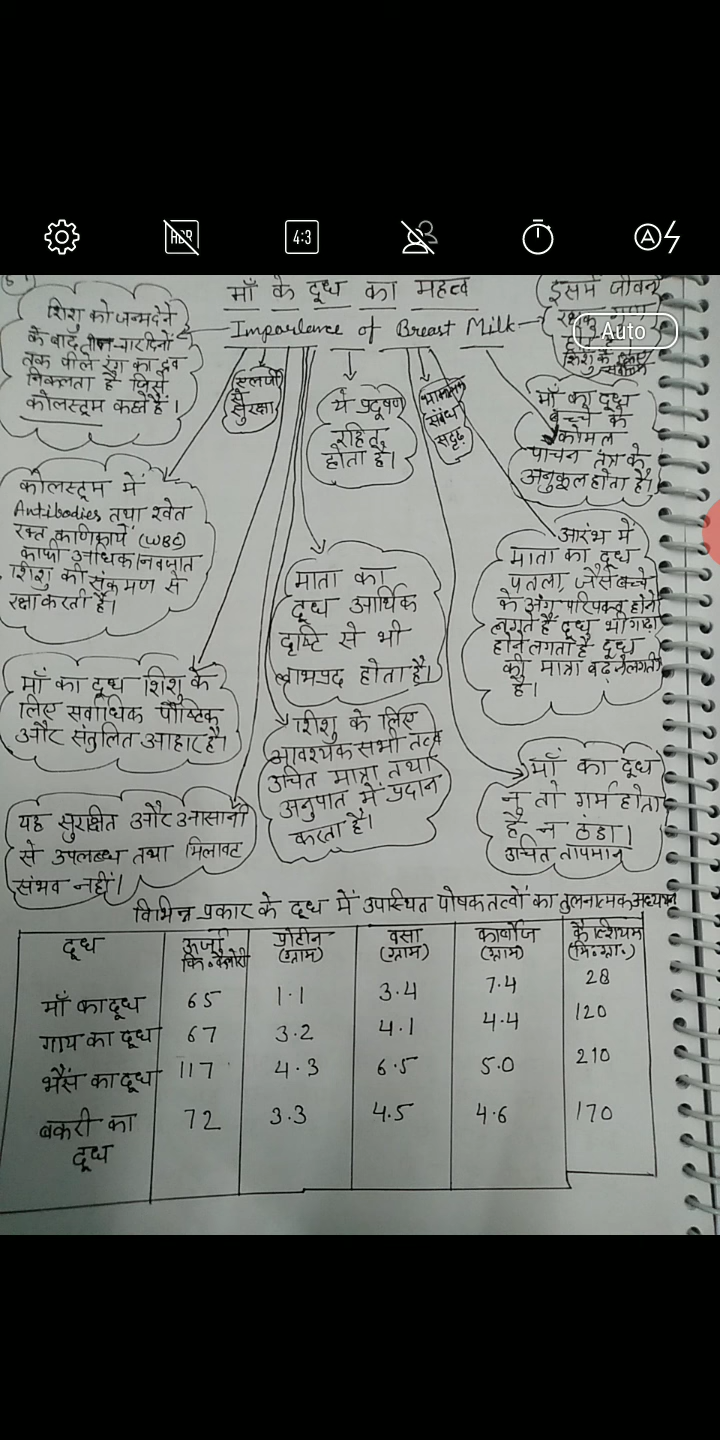 HDR
4:3
A
माँ के दूध का महत्व
Importance of Breast Milk
Auto
शिशु को जन्म देने
के बाद तीन-चार दिनों
तक पीले रंग का द्रव
निकलता है जिसे
कोलस्ट्रम कहते हैं।
एलर्जी
से
सुरक्षा
ये प्रदूषण
रहित
होता है।
संबंध
इसमें जीवन
शिशु के लिए
माँ का दूध
बच्चे के
कोमल
पाचन तंत्र के
अनुकूल होता है।
कोलस्ट्रम में
Antibodies तथा श्वेत
रक्त कणिकायें (WBC)
काफी अधिक। नवजात
शिशु की संक्रमण से
रक्षा करती है।
माता का
दूध आर्थिक
दृष्टि से भी
लाभप्रद होता है।
आरंभ में
माता का दूध
पतला, जैसे बच्चे
के अंग परिपक्व होने
लगते है दूध भी गाढ़ा
होने लगता है दूध
की मात्रा बढ़ने लगती
है।
माँ का दूध शिशु के
लिए सर्वाधिक पौष्टिक
और संतुलित आहार है।
शिशु के लिए
आवश्यक सभी तत्व
उचित मात्रा तथा
अनुपात में प्रदान
करता है।
माँ का दूध
न तो गर्म होता
है न ठंडा।
उचित तापमान
यह सुरक्षित और आसानी
से उपलब्ध तथा मिलावट
संभव नहीं।
विभिन्न प्रकार के दूध में उपस्थित पोषक तत्वों का तुलनात्मक अध्ययन
दूध ऊर्जा कि. कैलोरी प्रोटीन (ग्राम) वसा (ग्राम) कार्बोज (ग्राम) कैल्शियम (मि.ग्रा.)
माँ का दूध 65 1.1 3.4 7.4 28
गाय का दूध 67 3.2 4.1 4.4 120
भैंस का दूध 117 4.3 6.5 5.0 210
बकरी का दूध 72 3.3 4.5 4.6 170